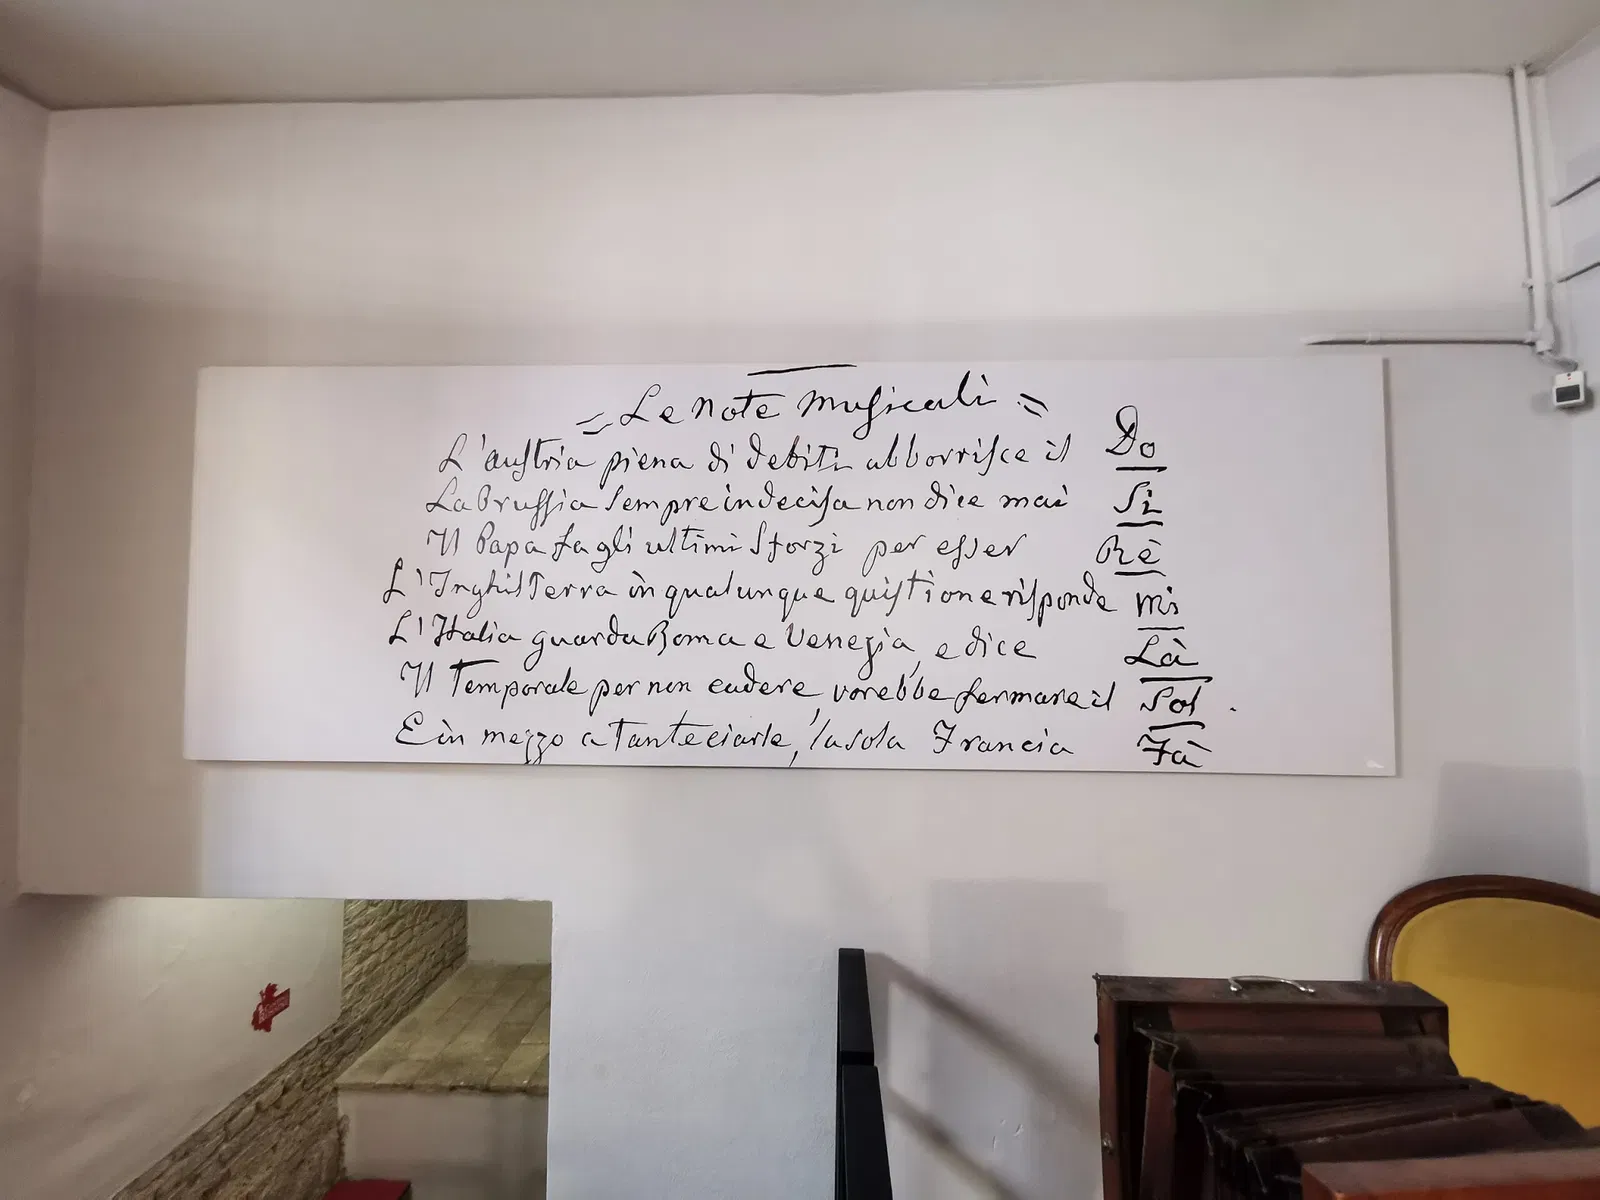 = Le Note Musicali =
L'austria piena di debiti abborrisce il Do
La Prussia sempre indecisa non dice mai Si
Il Papa fa gli ultimi sforzi per esser Rè
L'Inghilterra in qualunque quistione risponde Mi
L'Italia guarda Roma e Venezia, e dice Là
Il Temporale per non cadere, vorebbe fermare il Sol.
E in mezzo a tante ciarle, la sola Francia Fà